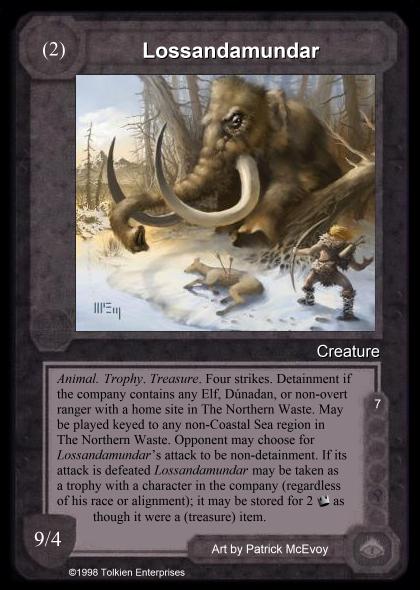 (2)
Lossandamundar
Creature
Animal. Trophy. Treasure. Four strikes. Detainment if
the company contains any Elf, Dúnadan, or non-overt
ranger with a home site in The Northern Waste. May
be played keyed to any non-Coastal Sea region in
The Northern Waste. Opponent may choose for
Lossandamundar's attack to be non-detainment. If its
attack is defeated Lossandamundar may be taken as
a trophy with a character in the company (regardless
of his race or alignment); it may be stored for 2 as
though it were a (treasure) item.
7
9/4
Art by Patrick McEvoy
©1998 Tolkien Enterprises